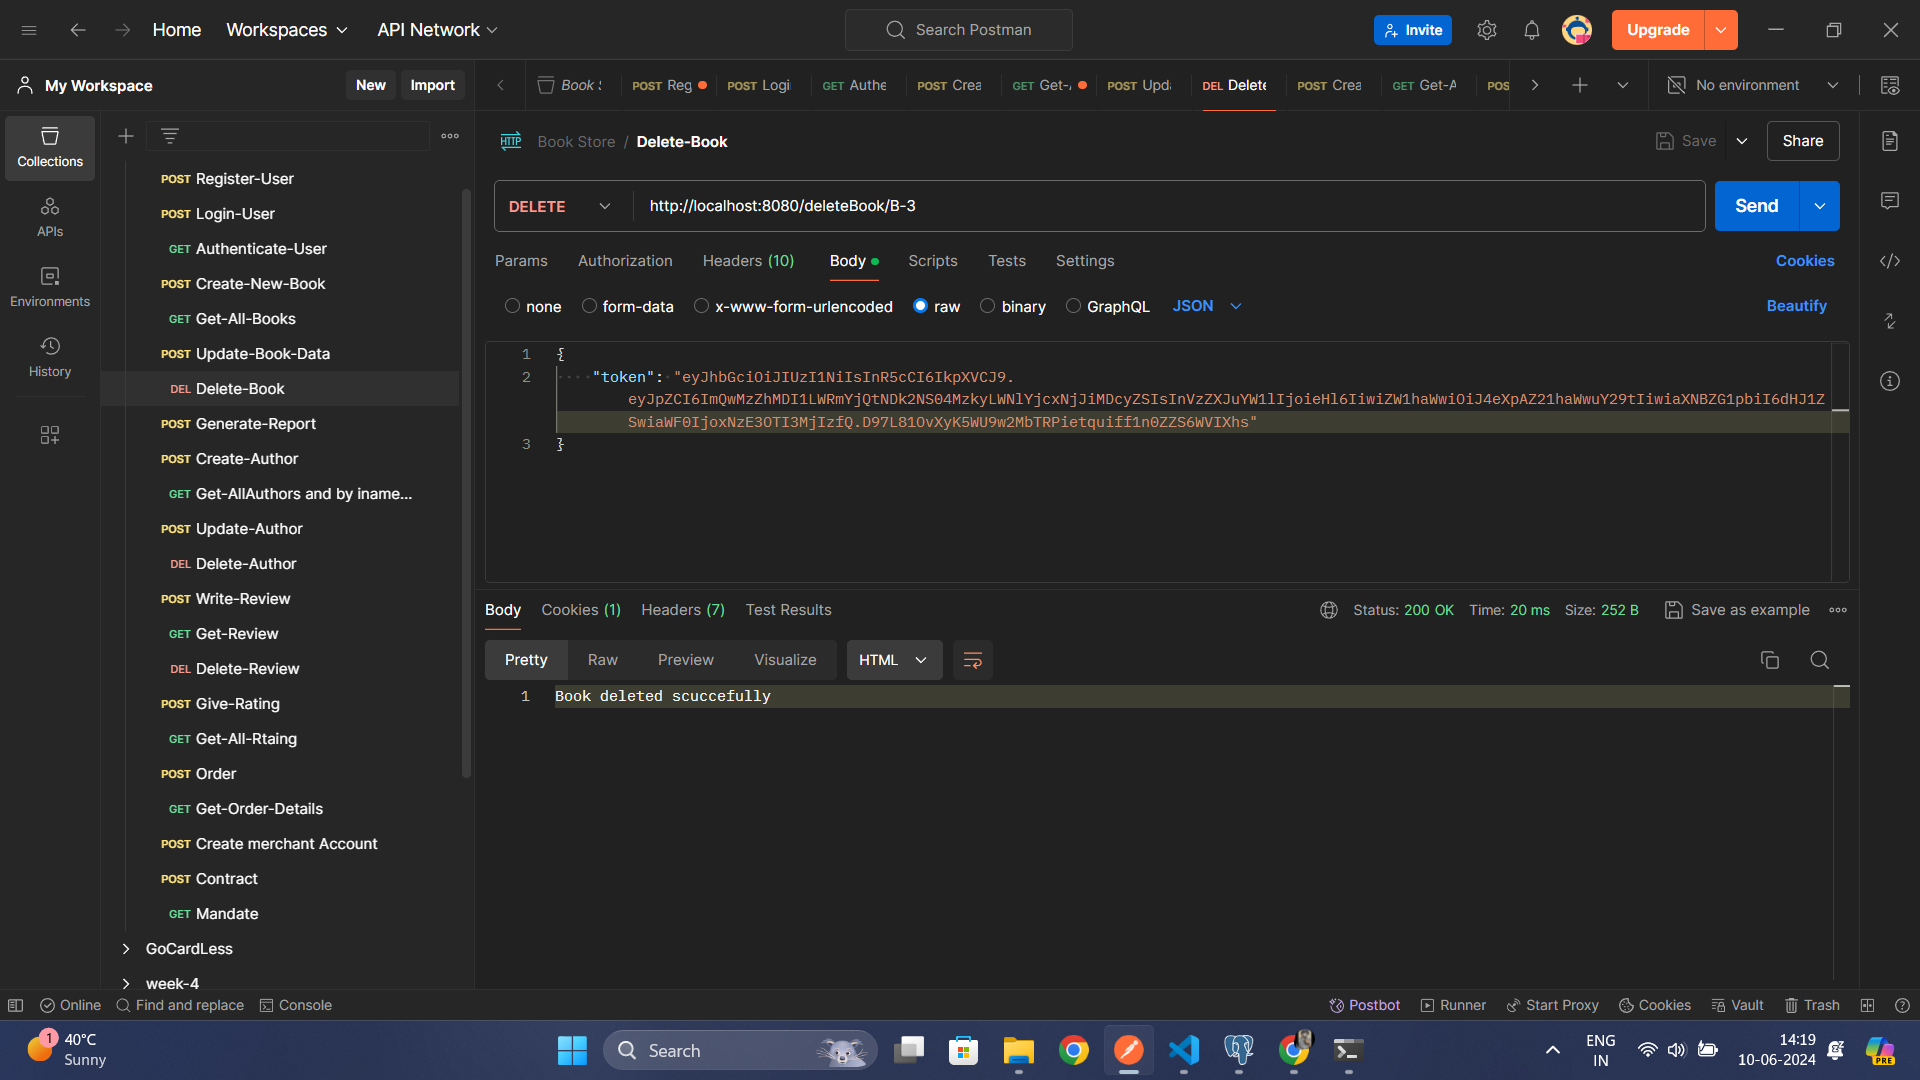 Home
Workspaces
API Network
Search Postman
Invite
Upgrade
My Workspace
New
Import
Book S
POST Reg
POST Logi
GET Authe
POST Crea
GET Get-
POST Upda
DEL Delete
POST Crea
GET Get-A
POS
No environment
Collections
APIs
Environments
History
POST Register-User
POST Login-User
GET Authenticate-User
POST Create-New-Book
GET Get-All-Books
POST Update-Book-Data
DEL Delete-Book
POST Generate-Report
POST Create-Author
GET Get-AllAuthors and by iname...
POST Update-Author
DEL Delete-Author
POST Write-Review
GET Get-Review
DEL Delete-Review
POST Give-Rating
GET Get-All-Rtaing
POST Order
GET Get-Order-Details
POST Create merchant Account
POST Contract
GET Mandate
GoCardLess
week-4
HTTP Book Store / Delete-Book
Save
Share
DELETE http://localhost:8080/deleteBook/B-3
Send
Params Authorization Headers (10) Body Scripts Tests Settings
Cookies
none form-data x-www-form-urlencoded raw binary GraphQL JSON
Beautify
1 {
2 "token": "eyJhbGciOiJIUzI1NiIsInR5cCI6IkpXVCJ9.
eyJpZCI6ImQwMzZhMDI1LWRmYjQtNDk2NS04MzkyLWNlYjcxNjJiMDcyZSIsInVzZXJuYW1lIjoieHl6IiwiZW1haWwiOiJ4eXpAZ21haWwuY29tIiwiaXNBZG1pbiI6dHJ1Z
SwiaWF0IjoxNzE3OTI3MjIzfQ.D97L81OvXyK5WU9w2MbTRPietquiff1n0ZZS6WVIXhs"
3 }
Body Cookies (1) Headers (7) Test Results
Status: 200 OK Time: 20 ms Size: 252 B
Save as example
Pretty Raw Preview Visualize HTML
1 Book deleted scuccefully
Online
Find and replace
Console
Postbot
Runner
Start Proxy
Cookies
Vault
Trash
1
40°C
Sunny
Search
ENG
IN
14:19
10-06-2024
PRE